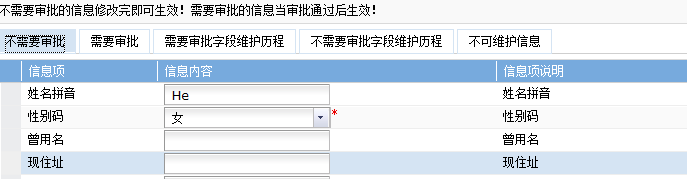 不需要审批的信息修改完即可生效！需要审批的信息当审批通过后生效！
不需要审批 需要审批 需要审批字段维护历程 不需要审批字段维护历程 不可维护信息
信息项 信息内容 信息项说明
姓名拼音 He 姓名拼音
性别码 女 * 性别码
曾用名 曾用名
现住址 现住址